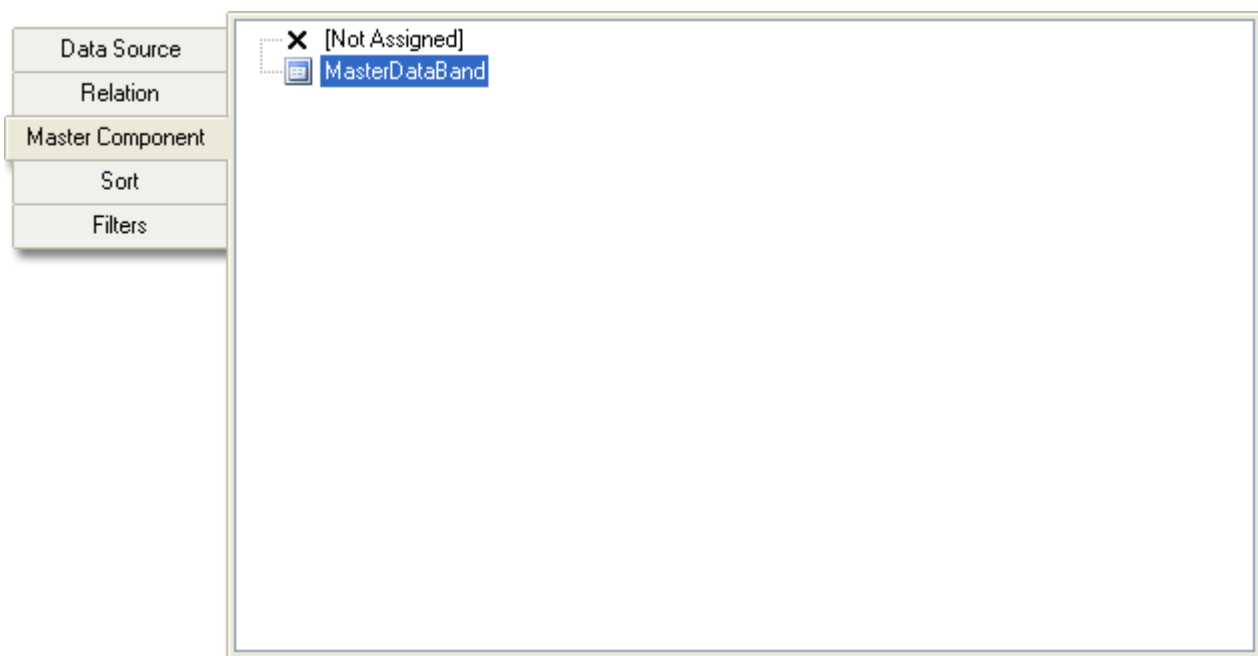 Data Source
Relation
Master Component
Sort
Filters
[Not Assigned]
MasterDataBand